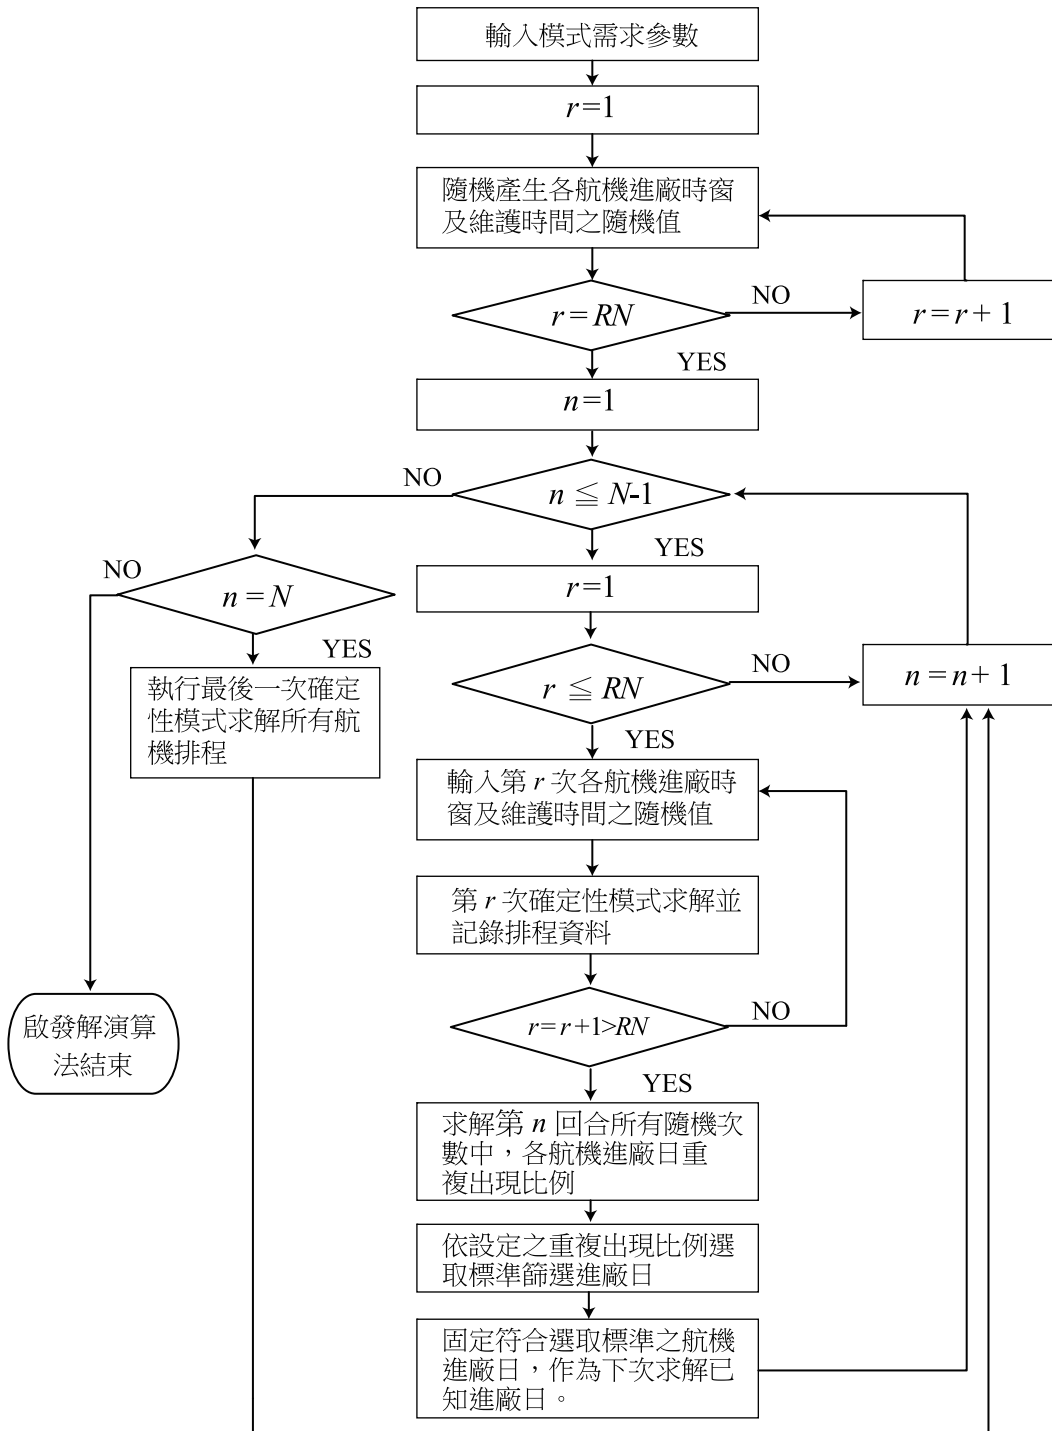 輸入模式需求參數
r=1
隨機產生各航機進廠時窗
及維護時間之隨機值
r = RN
NO
r = r + 1
YES
n=1
NO
n ≦ N-1
YES
NO
n = N
r=1
YES
執行最後一次確定
性模式求解所有航
機排程
r ≦ RN
NO
n = n + 1
YES
輸入第 r 次各航機進廠時
窗及維護時間之隨機值
第 r 次確定性模式求解並
記錄排程資料
r = r +1>RN
NO
啟發解演算
法結束
YES
求解第 n 回合所有隨機次
數中，各航機進廠日重
複出現比例
依設定之重複出現比例選
取標準篩選進廠日
固定符合選取標準之航機
進廠日，作為下次求解已
知進廠日。